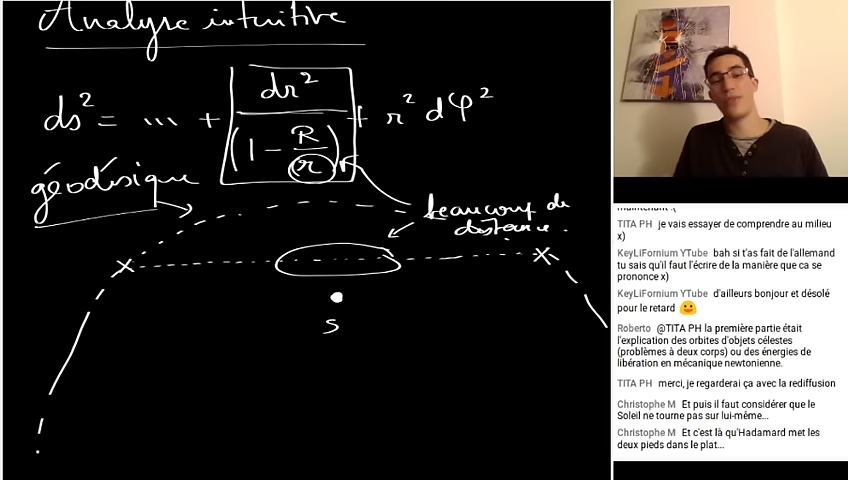 Analyse intuitive
ds² = ... + dr² / (1 - R/r) + r² dφ²
géodésique
beaucoup de
distance.
S
TITA PH je vais essayer de comprendre au milieu
x)
KeyLiFornium YTube bah si t'as fait de l'allemand
tu sais qu'il faut l'écrire de la manière que ca se
prononce x)
KeyLiFornium YTube d'ailleurs bonjour et désolé
pour le retard 😃
Roberto @TITA PH la première partie était
l'explication des orbites d'objets célestes
(problèmes à deux corps) ou des énergies de
libération en mécanique newtonienne.
TITA PH merci, je regarderai ça avec la rediffusion
Christophe M Et puis il faut considérer que le
Soleil ne tourne pas sur lui-même...
Christophe M Et c'est là qu'Hadamard met les
deux pieds dans le plat...